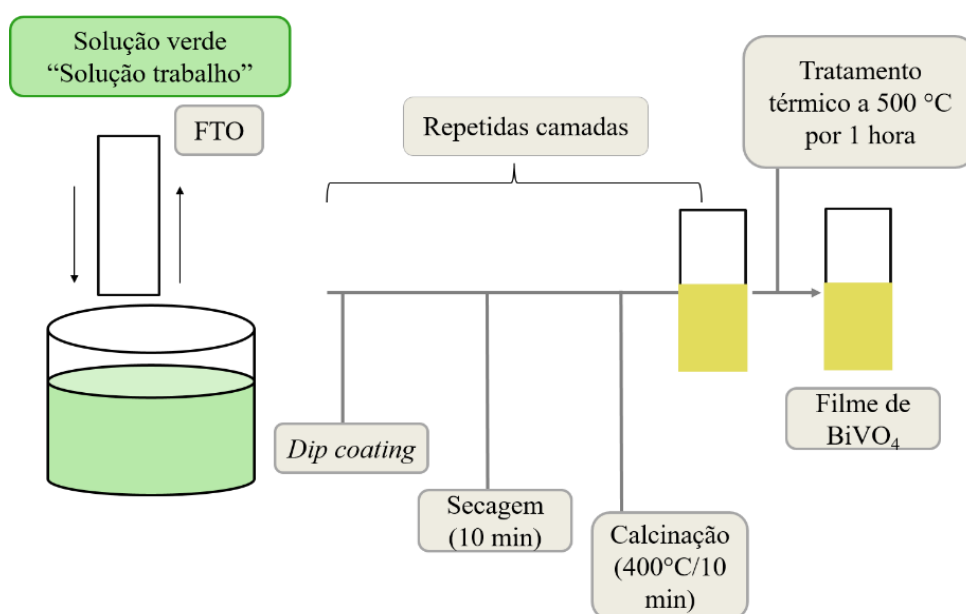 Solução verde
“Solução trabalho”
FTO
Repetidas camadas
Tratamento
térmico a 500 °C
por 1 hora
Dip coating
Secagem
(10 min)
Calcinação
(400°C/10
min)
Filme de
BiVO₄